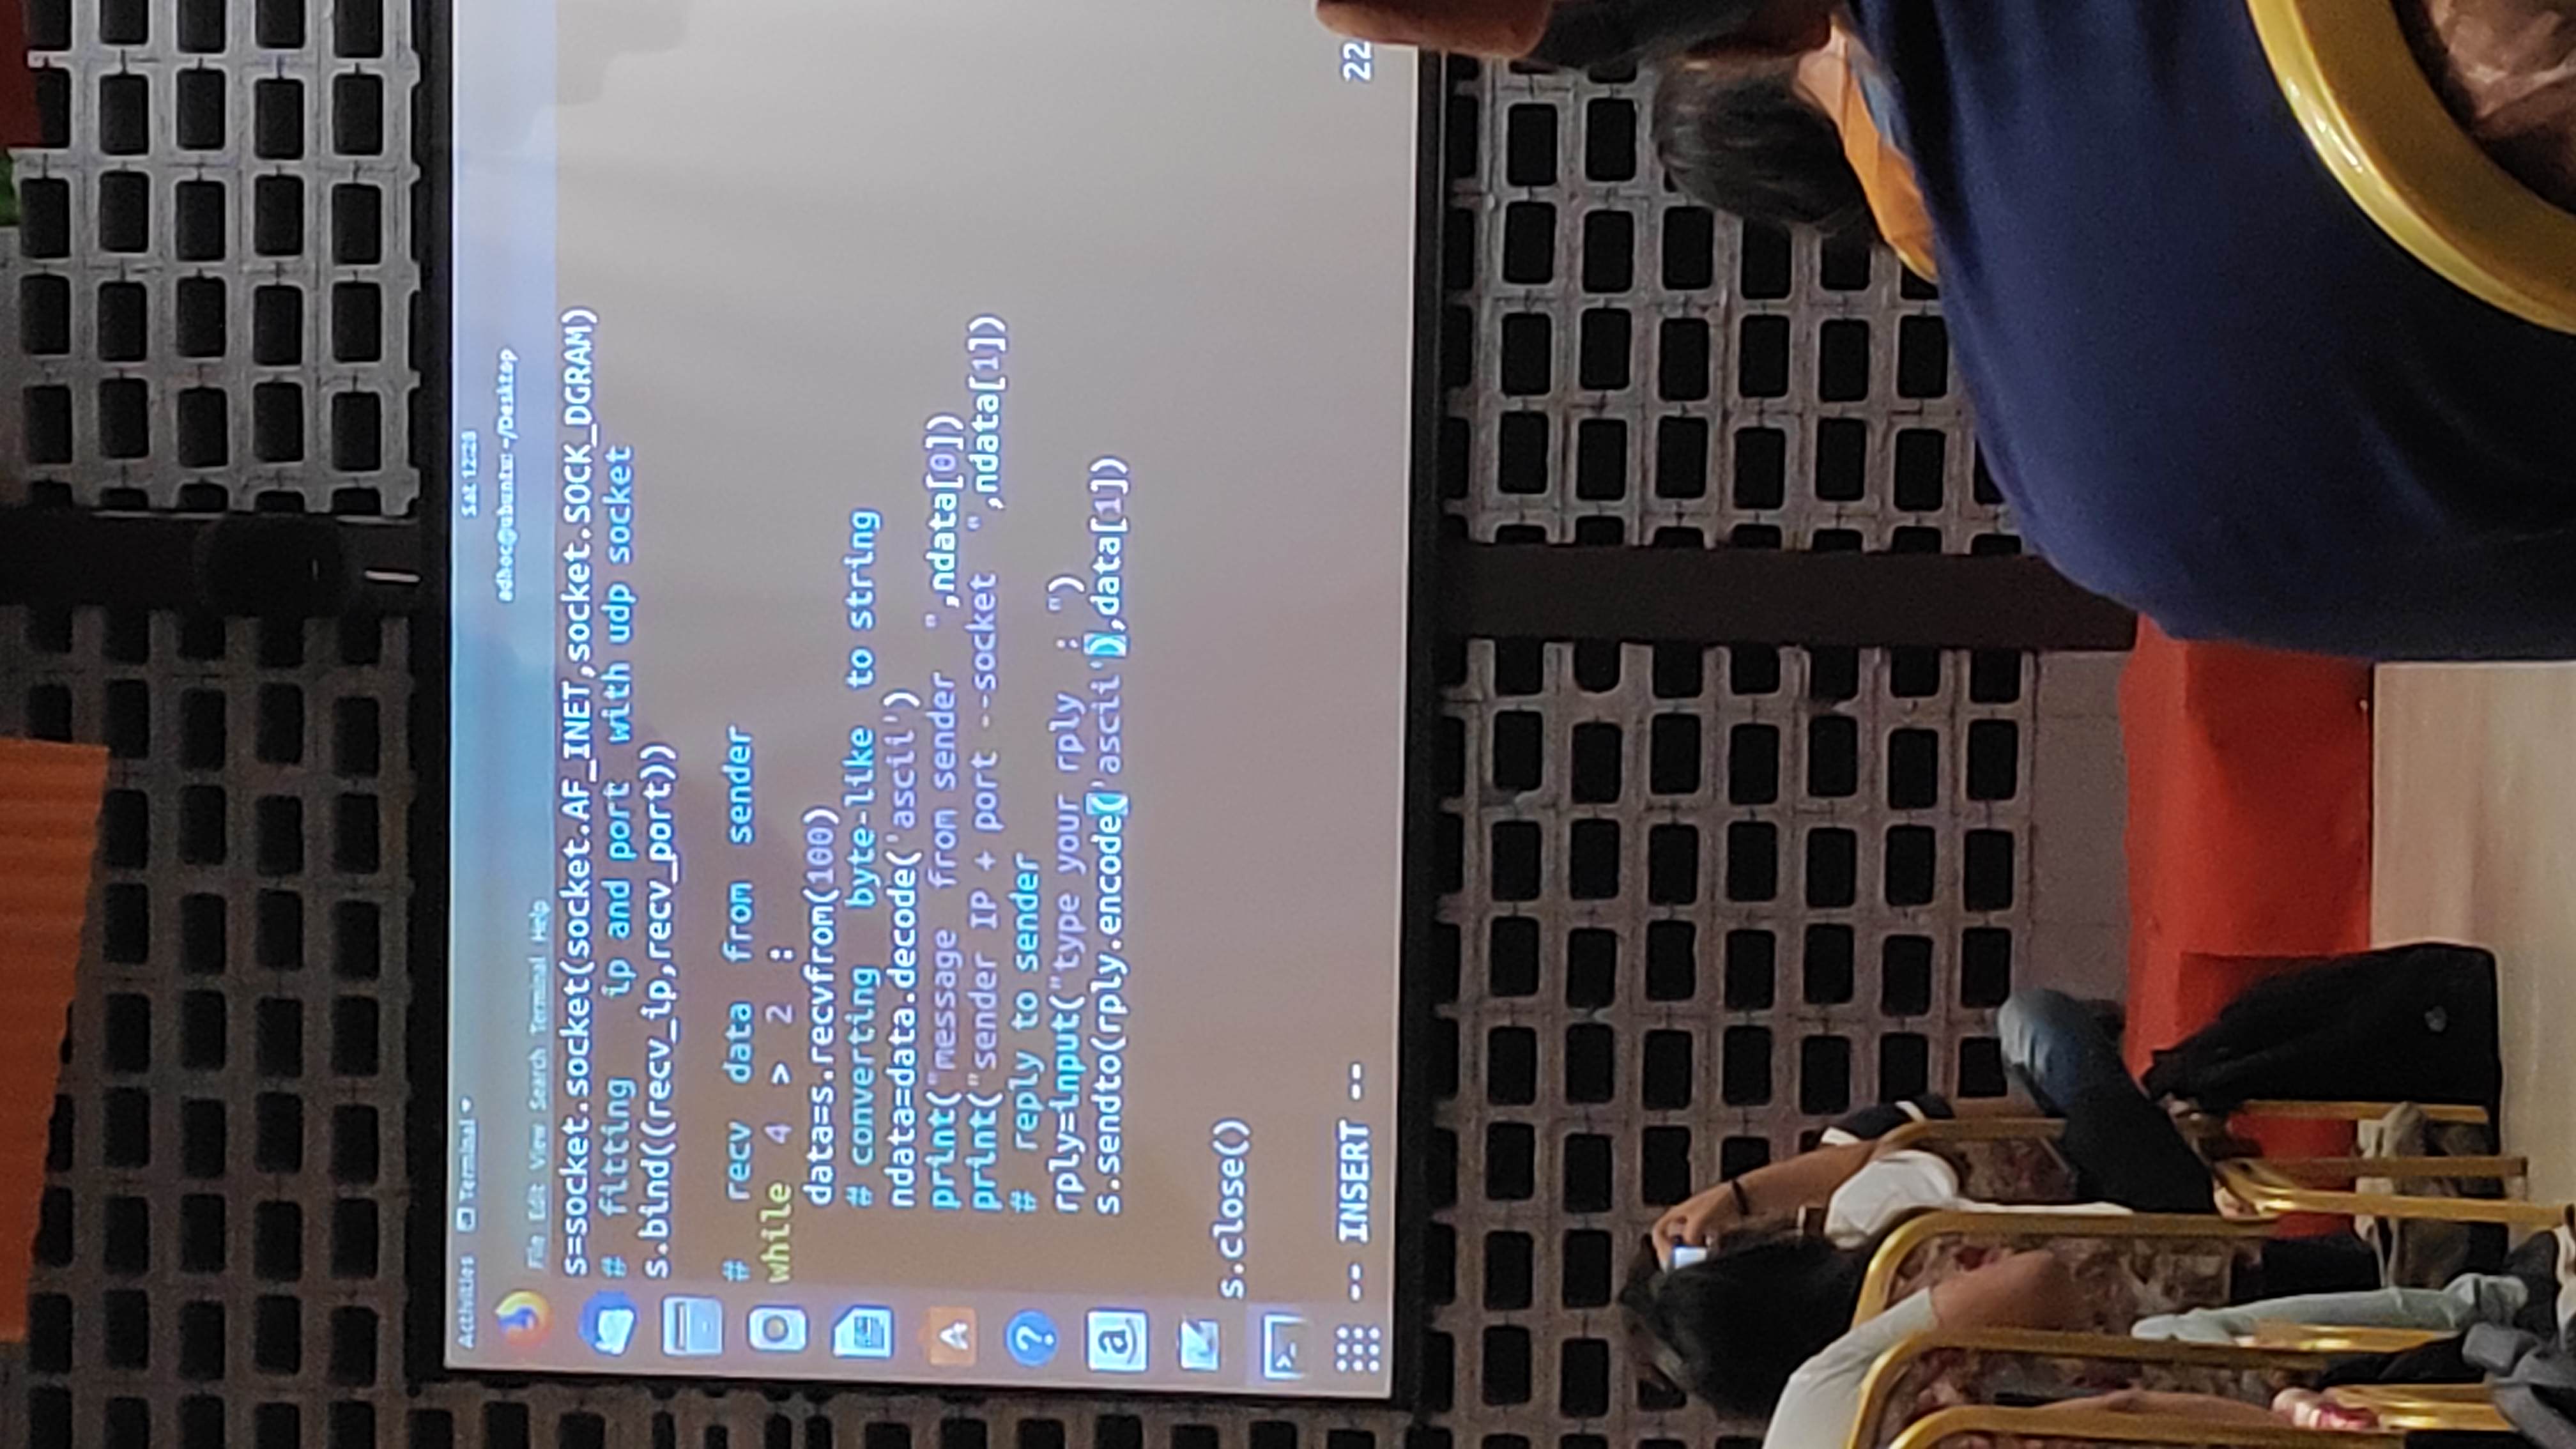 Activities Terminal
Sat 12:28
adhoc@ubuntu: ~/Desktop
File Edit View Search Terminal Help
s=socket.socket(socket.AF_INET,socket.SOCK_DGRAM)
#  fitting    ip and port  with udp socket
s.bind((recv_ip,recv_port))
#   recv  data  from  sender
while  4  >  2  :
    data=s.recvfrom(100)
    # converting   byte-like  to string
    ndata=data.decode('ascii')
    print("message  from sender  ",ndata[0])
    print("sender IP + port --socket  ",ndata[1])
    #  reply to sender
    rply=input("type your rply  : ")
    s.sendto(rply.encode('ascii'),data[1])
s.close()
-- INSERT --
22